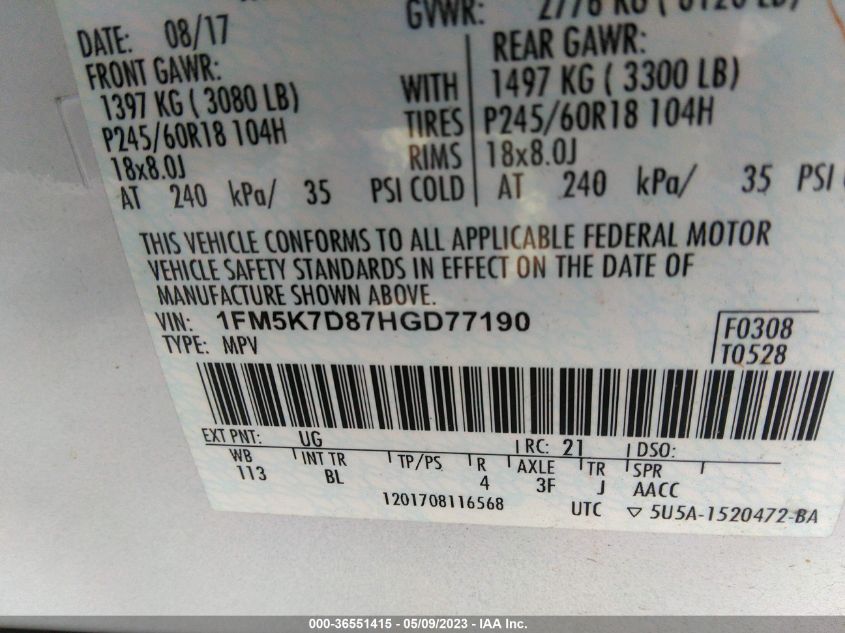 DATE: 08/17
GVWR: 2778 KG ( 6120 LB)
FRONT GAWR:
1397 KG ( 3080 LB)
P245/60R18 104H
18x8.0J
AT 240 kPa/ 35 PSI COLD
WITH
TIRES
RIMS
REAR GAWR:
1497 KG ( 3300 LB)
P245/60R18 104H
18x8.0J
AT 240 kPa/ 35 PSI
THIS VEHICLE CONFORMS TO ALL APPLICABLE FEDERAL MOTOR
VEHICLE SAFETY STANDARDS IN EFFECT ON THE DATE OF
MANUFACTURE SHOWN ABOVE.
VIN: 1FM5K7D87HGD77190
TYPE: MPV
F0308
T0528
EXT PNT: UG RC: 21 DSO:
WB INT TR TP/PS R AXLE TR SPR
113 BL 4 3F J AACC
1201708116568
UTC ▽ 5U5A-1520472-BA
000-36551415 - 05/09/2023 - IAA Inc.